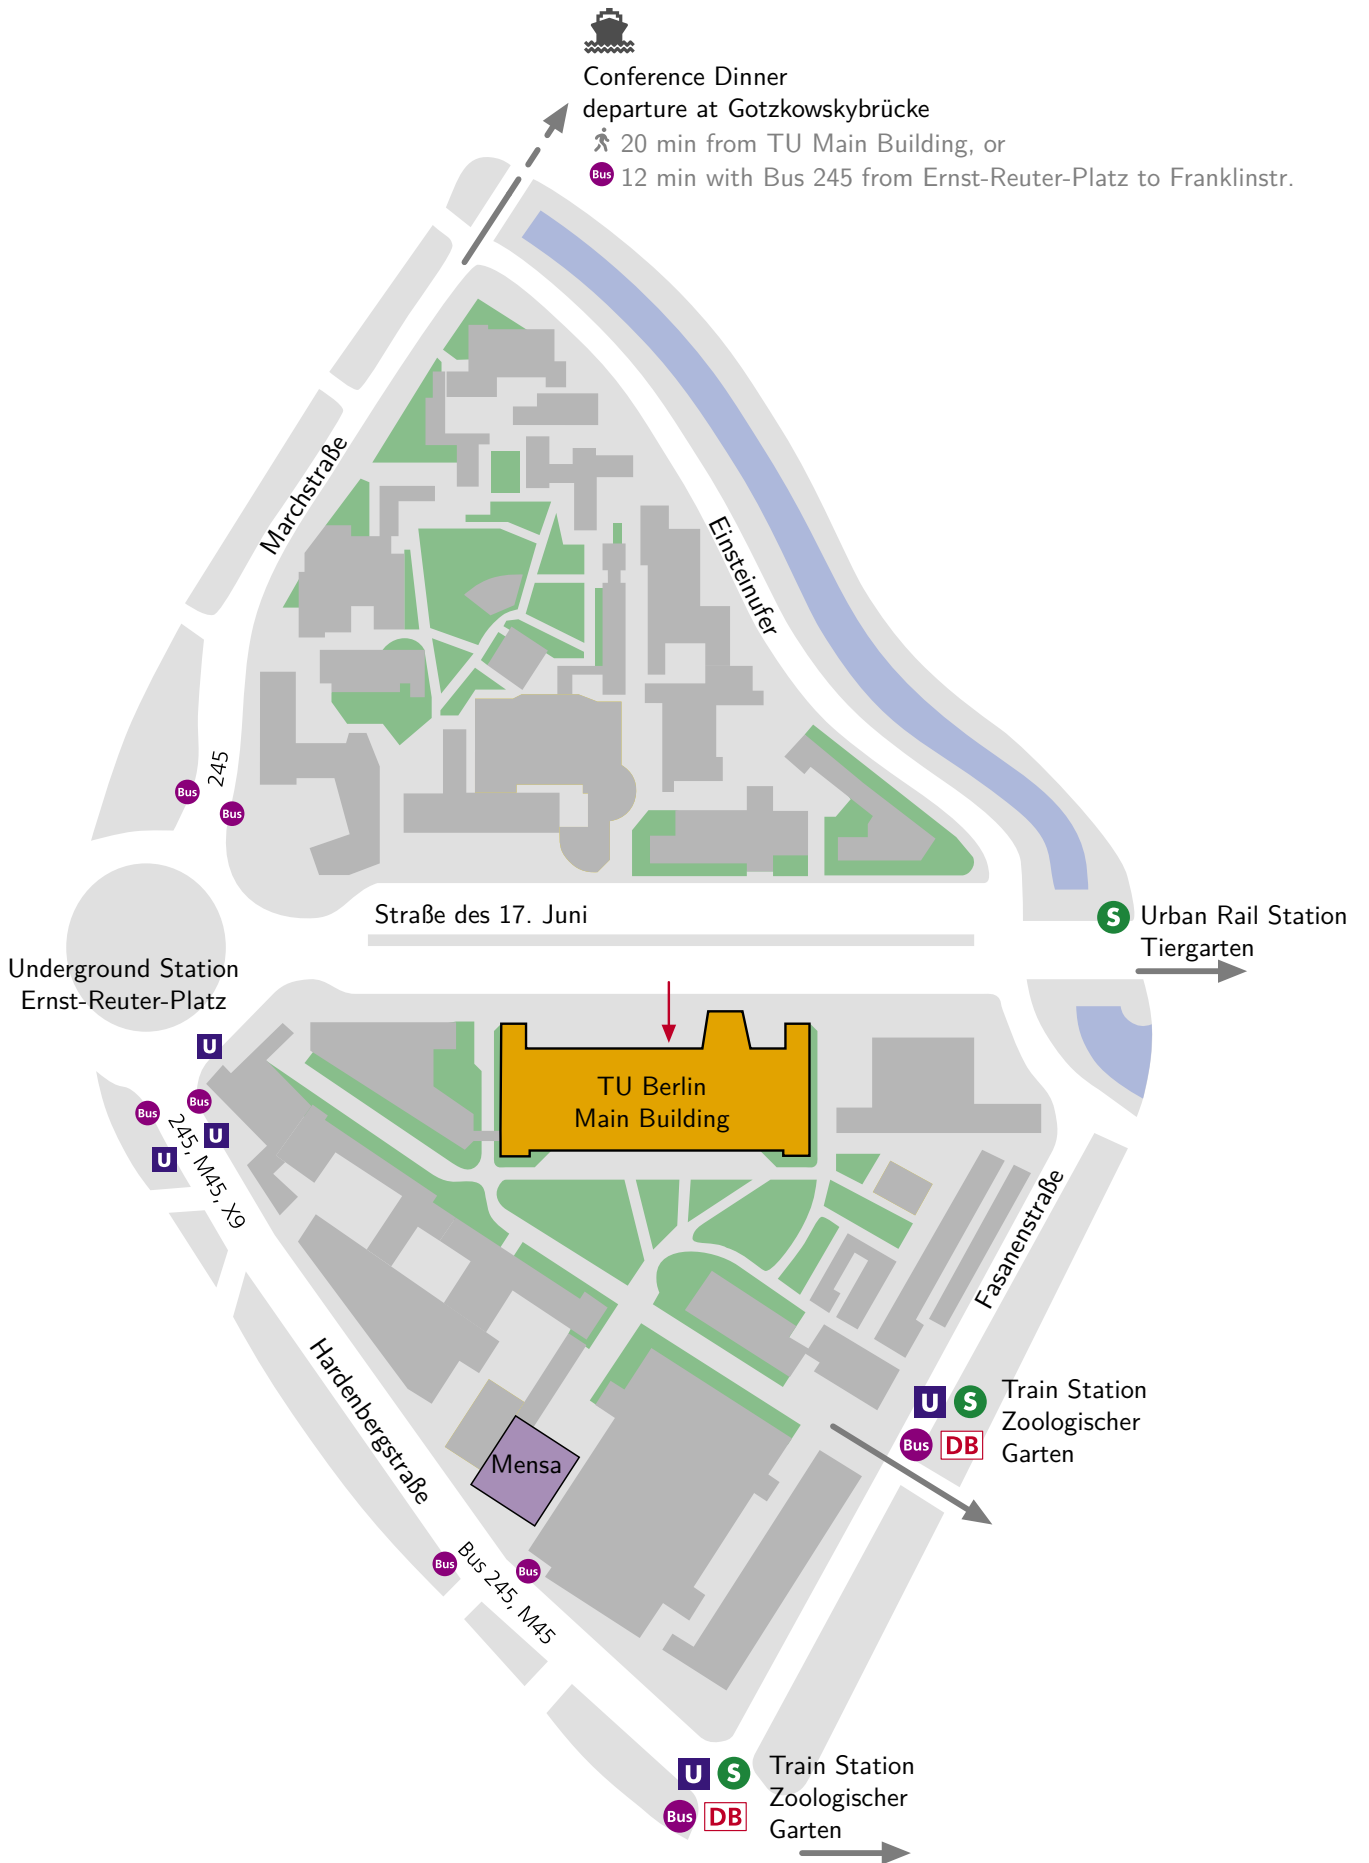 Conference Dinner
departure at Gotzkowskybrücke
20 min from TU Main Building, or
Bus 12 min with Bus 245 from Ernst-Reuter-Platz to Franklinstr.
Marchstraße
Einsteinufer
245
Bus
Bus
Straße des 17. Juni
S Urban Rail Station
Tiergarten
Underground Station
Ernst-Reuter-Platz
U
Bus
Bus
U
U
245, M45, X9
TU Berlin
Main Building
Fasanenstraße
Hardenbergstraße
U S Train Station
Zoologischer
Bus DB Garten
Mensa
Bus
Bus
Bus 245, M45
U S Train Station
Zoologischer
Bus DB Garten